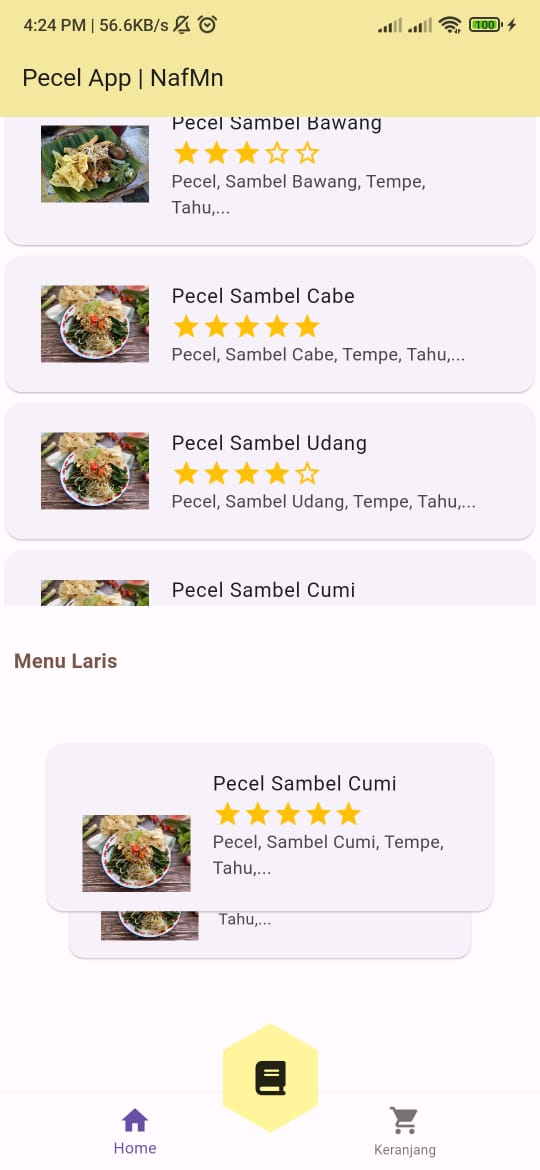 4:24 PM | 56.6KB/s
100
Pecel App | NafMn
Pecel Sambel Bawang
Pecel, Sambel Bawang, Tempe,
Tahu,...
Pecel Sambel Cabe
Pecel, Sambel Cabe, Tempe, Tahu,...
Pecel Sambel Udang
Pecel, Sambel Udang, Tempe, Tahu,...
Pecel Sambel Cumi
Menu Laris
Pecel Sambel Cumi
Pecel, Sambel Cumi, Tempe,
Tahu,...
Tahu,...
Home
Keranjang